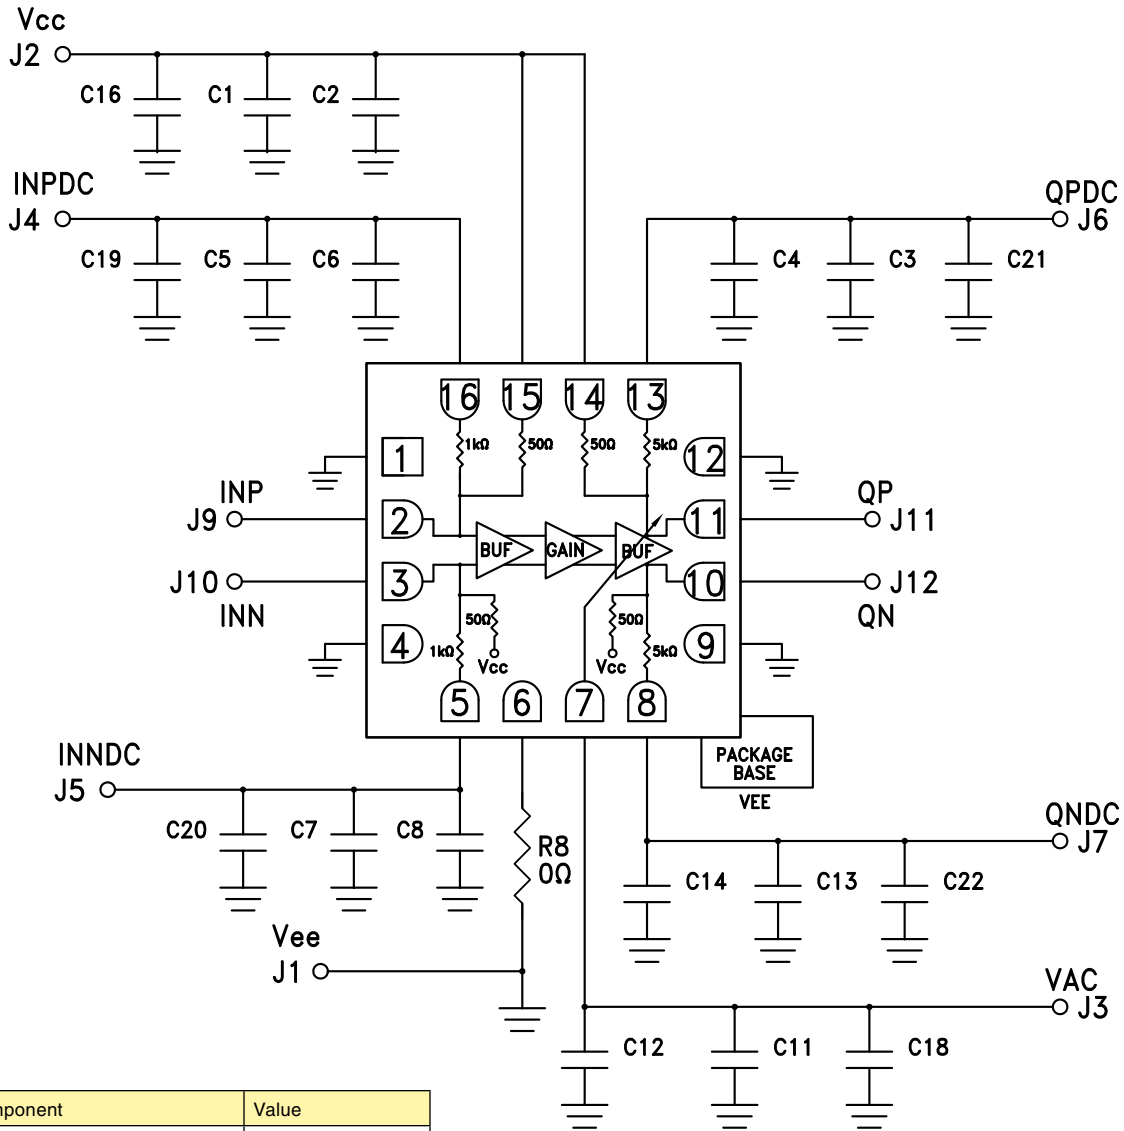 Vcc
J2
C16 C1 C2
INPDC
J4
C19 C5 C6
QPDC
J6
C4 C3 C21
16 15 14 13
1kΩ 50Ω 50Ω 5kΩ
1 12
INP
J9
2 11
QP
J11
BUF GAIN BUF
J10
INN
3 10
J12
QN
50Ω 50Ω
4 9
1kΩ 5kΩ
Vcc Vcc
5 6 7 8
PACKAGE
BASE
VEE
INNDC
J5
C20 C7 C8
R8
0Ω
QNDC
J7
C14 C13 C22
Vee
J1
VAC
J3
C12 C11 C18
Value